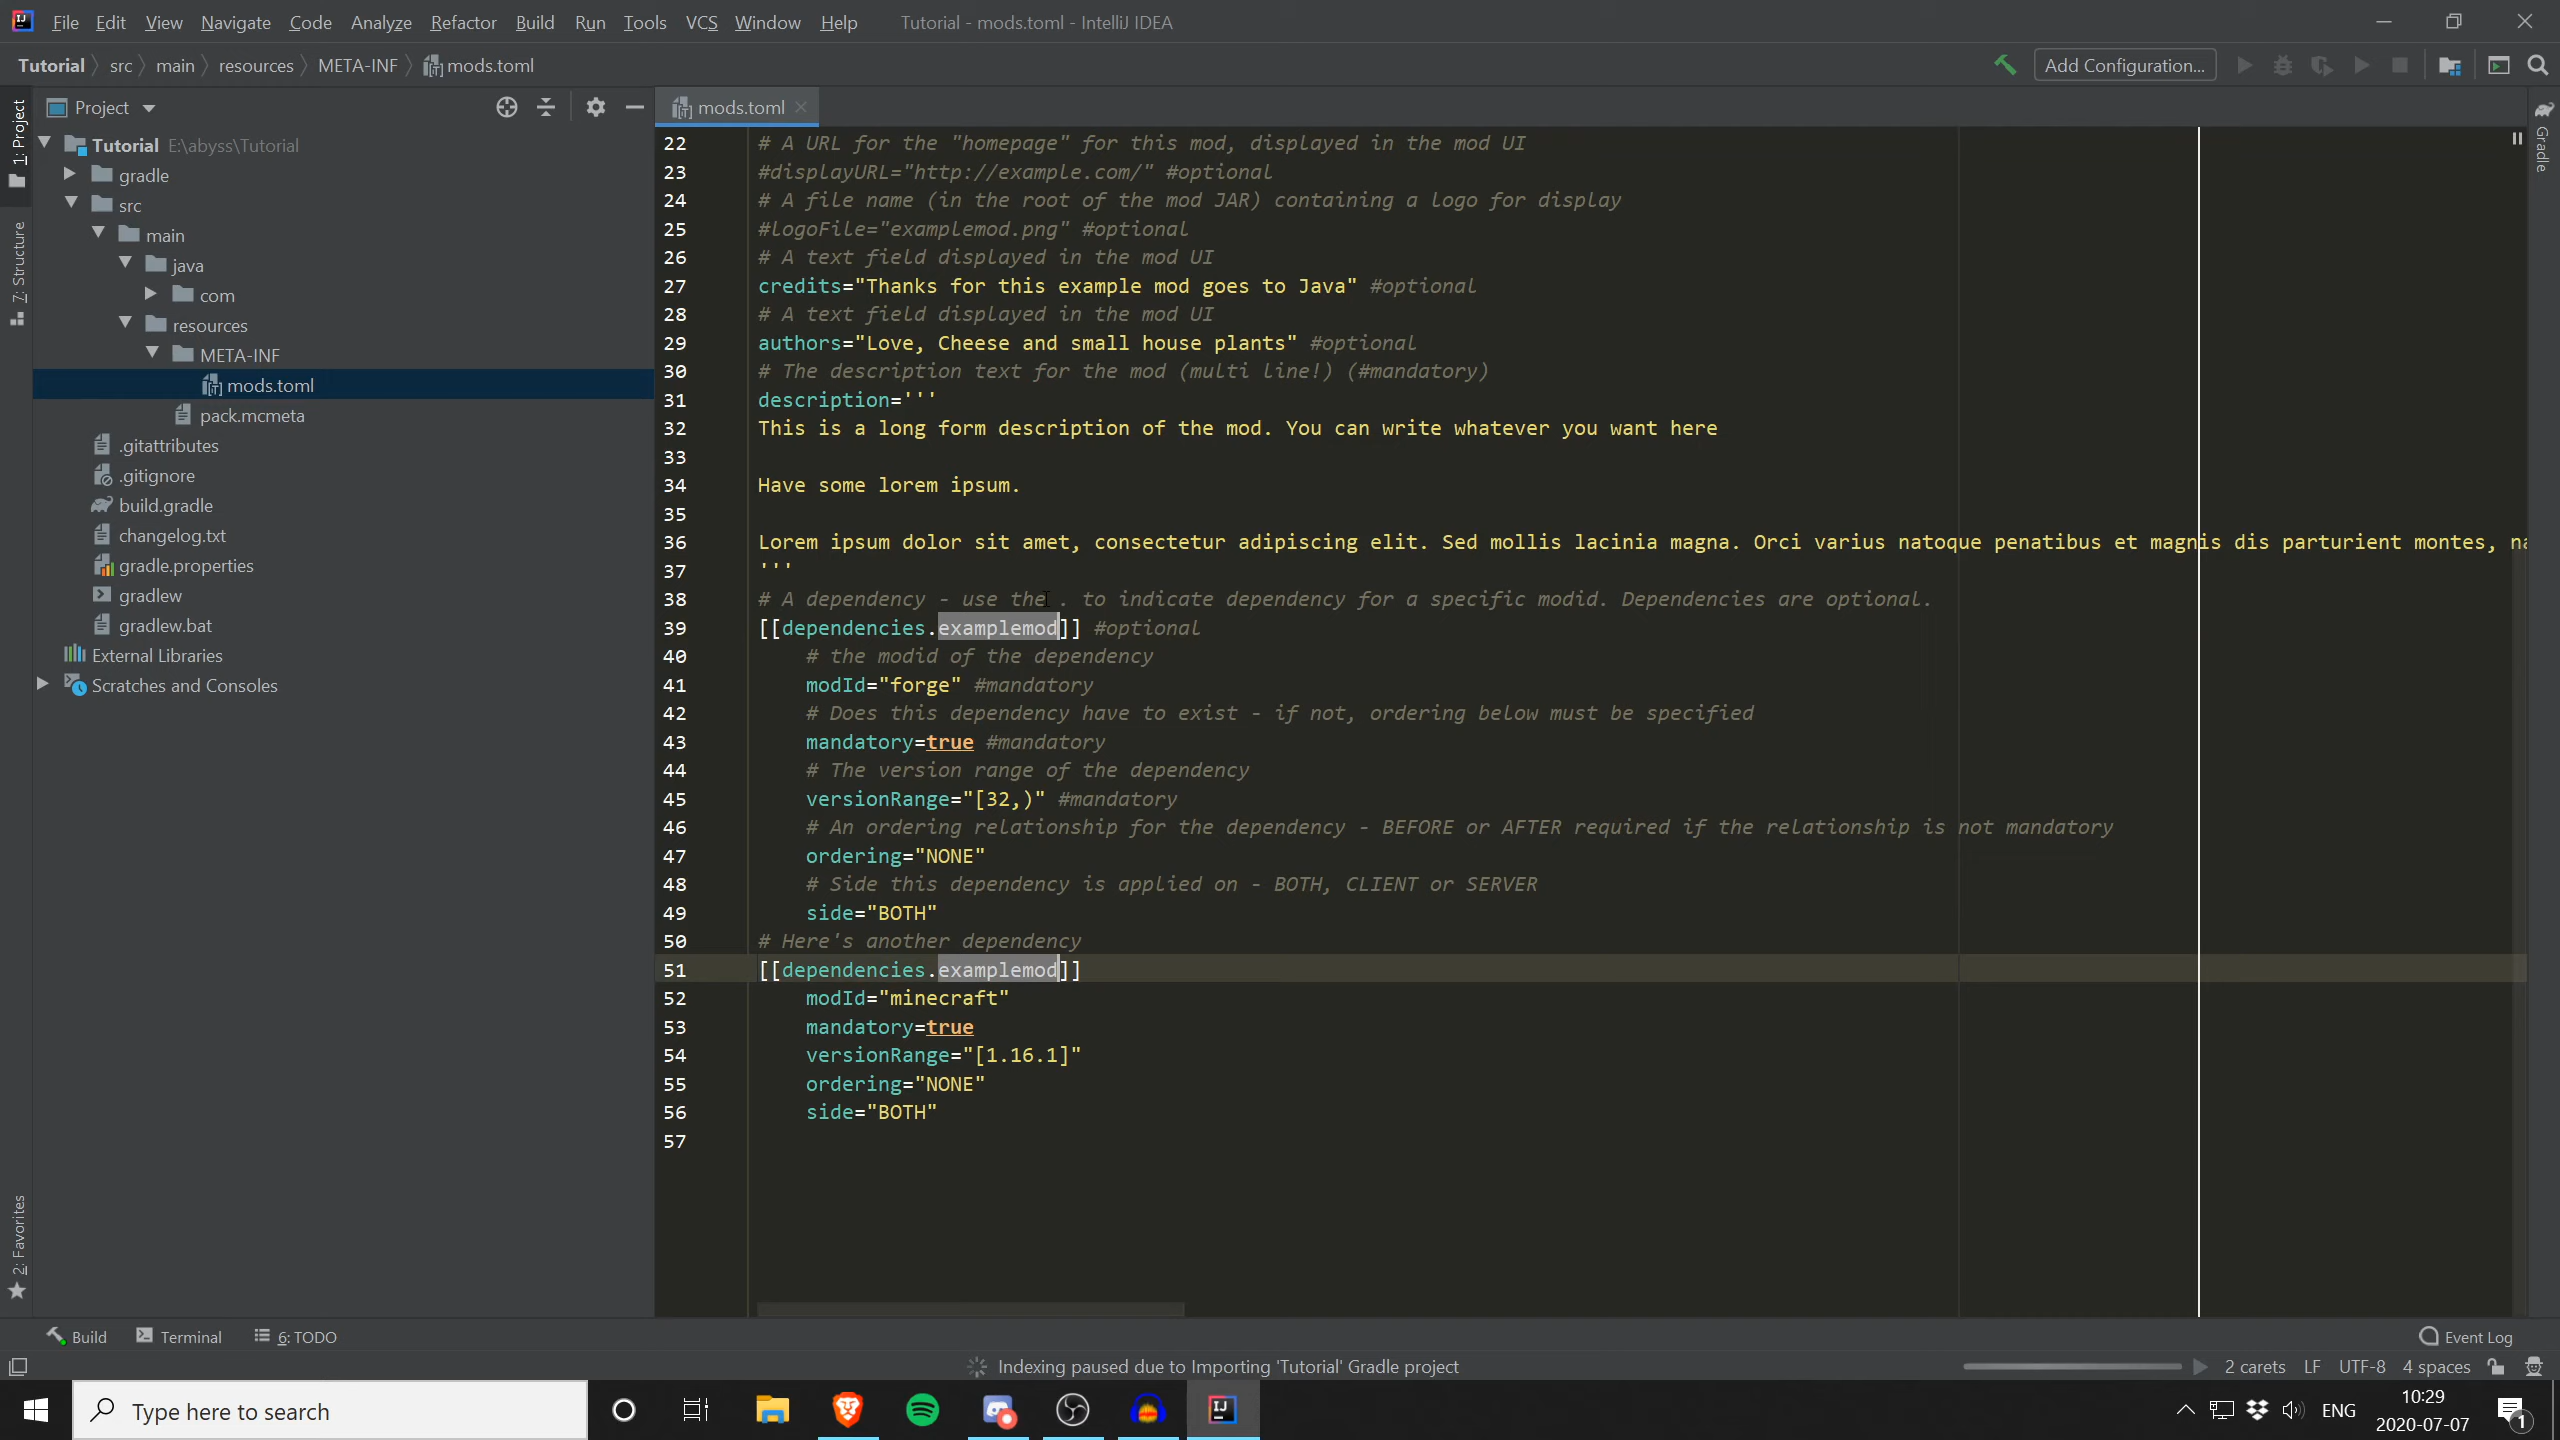 File Edit View Navigate Code Analyze Refactor Build Run Tools VCS Window Help Tutorial - mods.toml - IntelliJ IDEA
Tutorial src main resources META-INF mods.toml Add Configuration...
1: Project
7: Structure
2: Favorites
Project
Tutorial E:\abyss\Tutorial
gradle
src
main
java
com
resources
META-INF
mods.toml
pack.mcmeta
.gitattributes
.gitignore
build.gradle
changelog.txt
gradle.properties
gradlew
gradlew.bat
External Libraries
Scratches and Consoles
mods.toml
22 # A URL for the "homepage" for this mod, displayed in the mod UI
23 #displayURL="http://example.com/" #optional
24 # A file name (in the root of the mod JAR) containing a logo for display
25 #logoFile="examplemod.png" #optional
26 # A text field displayed in the mod UI
27 credits="Thanks for this example mod goes to Java" #optional
28 # A text field displayed in the mod UI
29 authors="Love, Cheese and small house plants" #optional
30 # The description text for the mod (multi line!) (#mandatory)
31 description='''
32 This is a long form description of the mod. You can write whatever you want here
33
34 Have some lorem ipsum.
35
36 Lorem ipsum dolor sit amet, consectetur adipiscing elit. Sed mollis lacinia magna. Orci varius natoque penatibus et magnis dis parturient montes, na
37 '''
38 # A dependency - use the . to indicate dependency for a specific modid. Dependencies are optional.
39 [[dependencies.examplemod]] #optional
40 # the modid of the dependency
41 modId="forge" #mandatory
42 # Does this dependency have to exist - if not, ordering below must be specified
43 mandatory=true #mandatory
44 # The version range of the dependency
45 versionRange="[32,)" #mandatory
46 # An ordering relationship for the dependency - BEFORE or AFTER required if the relationship is not mandatory
47 ordering="NONE"
48 # Side this dependency is applied on - BOTH, CLIENT or SERVER
49 side="BOTH"
50 # Here's another dependency
51 [[dependencies.examplemod]]
52 modId="minecraft"
53 mandatory=true
54 versionRange="[1.16.1]"
55 ordering="NONE"
56 side="BOTH"
57
Gradle
Build Terminal 6: TODO Event Log
Indexing paused due to Importing 'Tutorial' Gradle project 2 carets LF UTF-8 4 spaces
Type here to search ENG 10:29
2020-07-07
1